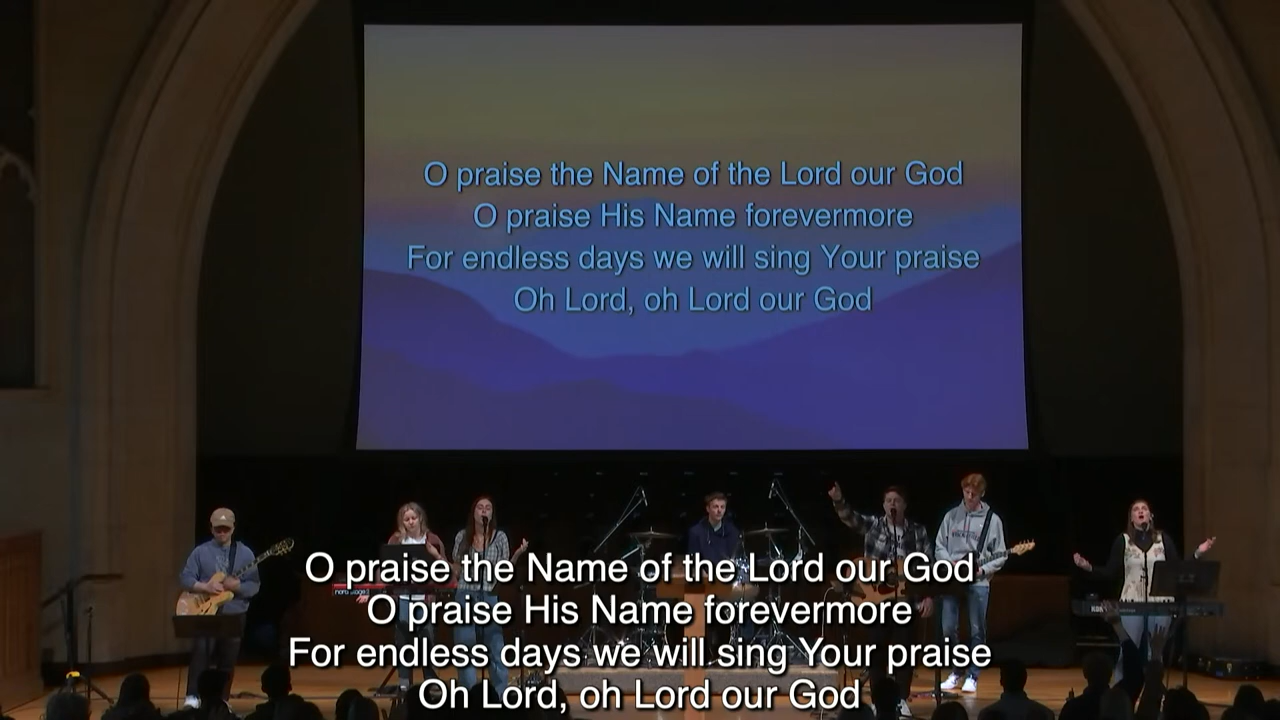 O praise the Name of the Lord our God
O praise His Name forevermore
For endless days we will sing Your praise
Oh Lord, oh Lord our God
O praise the Name of the Lord our God
O praise His Name forevermore
For endless days we will sing Your praise
Oh Lord, oh Lord our God